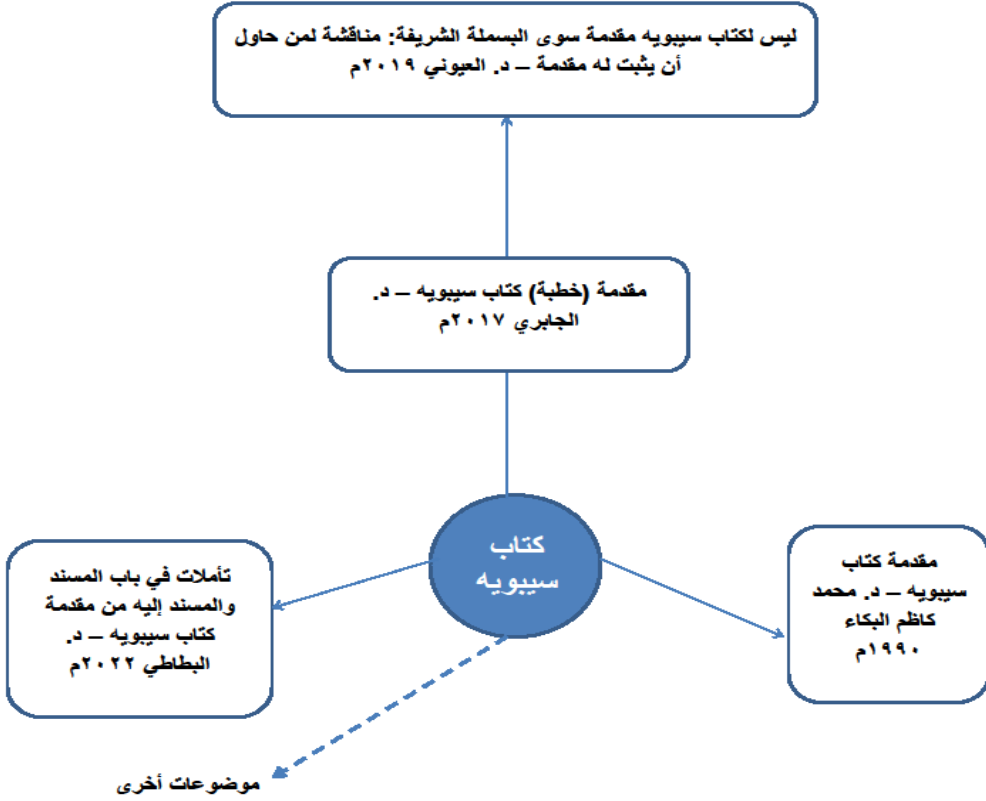 ليس لكتاب سيبويه مقدمة سوى البسملة الشريفة: مناقشة لمن حاول
أن يثبت له مقدمة – د. العيوني ٢٠١٩م
مقدمة (خطبة) كتاب سيبويه – د.
الجابري ٢٠١٧م
كتاب
سيبويه
مقدمة كتاب
سيبويه – د. محمد
كاظم البكاء
١٩٩٠م
تأملات في باب المسند
والمسند إليه من مقدمة
كتاب سيبويه – د.
البطاطي ٢٠٢٢م
موضوعات أخرى